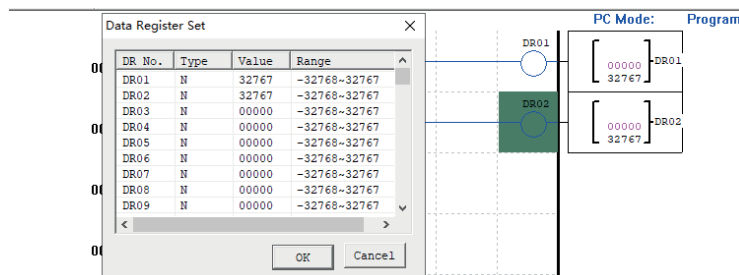 Data Register Set
PC Mode: Program
DR No. Type Value Range
DR01 N 32767 -32768~32767
DR02 N 32767 -32768~32767
DR03 N 00000 -32768~32767
DR04 N 00000 -32768~32767
DR05 N 00000 -32768~32767
DR06 N 00000 -32768~32767
DR07 N 00000 -32768~32767
DR08 N 00000 -32768~32767
DR09 N 00000 -32768~32767
OK Cancel
DR01
00000 DR01
32767
DR02
00000 DR02
32767